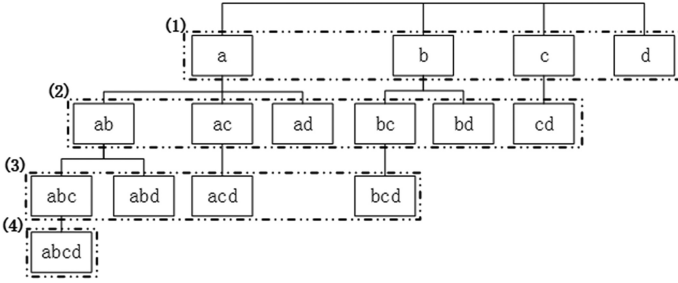 (1)
a b c d
(2)
ab ac ad bc bd cd
(3)
abc abd acd bcd
(4)
abcd